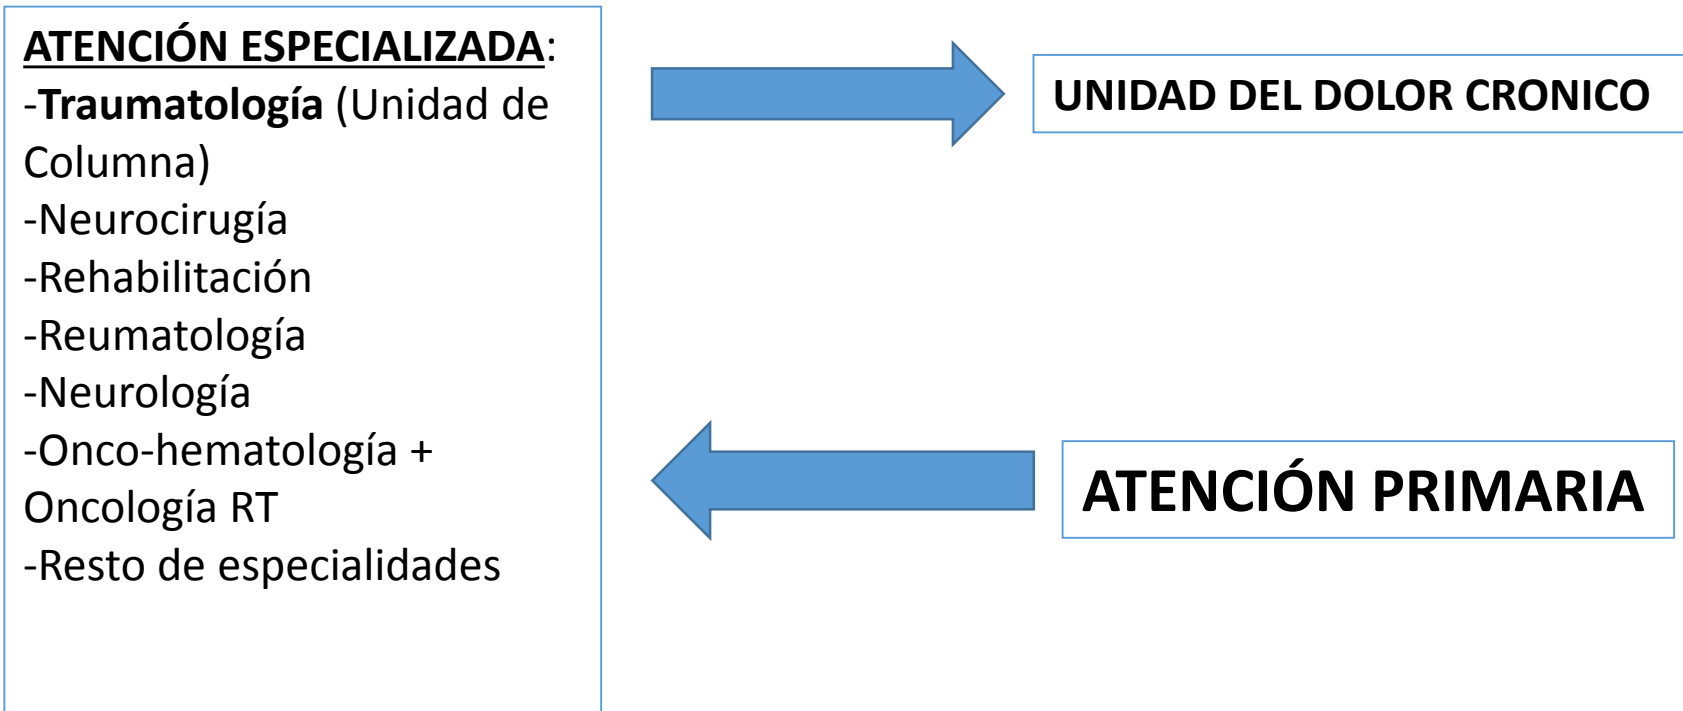 ATENCIÓN ESPECIALIZADA:
-Traumatología (Unidad de
Columna)
-Neurocirugía
-Rehabilitación
-Reumatología
-Neurología
-Onco-hematología +
Oncología RT
-Resto de especialidades
UNIDAD DEL DOLOR CRONICO
ATENCIÓN PRIMARIA